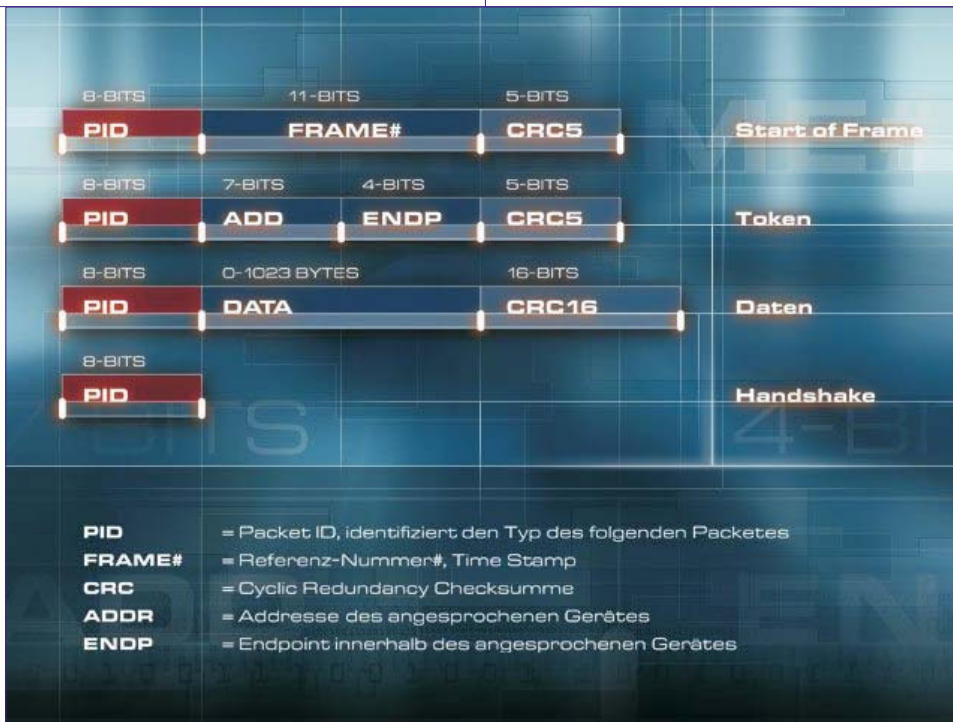 8-BITS 11-BITS 5-BITS
PID FRAME# CRC5 Start of Frame
8-BITS 7-BITS 4-BITS 5-BITS
PID ADD ENDP CRC5 Token
8-BITS 0-1023 BYTES 16-BITS
PID DATA CRC16 Daten
8-BITS
PID Handshake
PID = Packet ID, identifiziert den Typ des folgenden Packetes
FRAME# = Referenz-Nummer#, Time Stamp
CRC = Cyclic Redundancy Checksumme
ADDR = Addresse des angesprochenen Gerätes
ENDP = Endpoint innerhalb des angesprochenen Gerätes